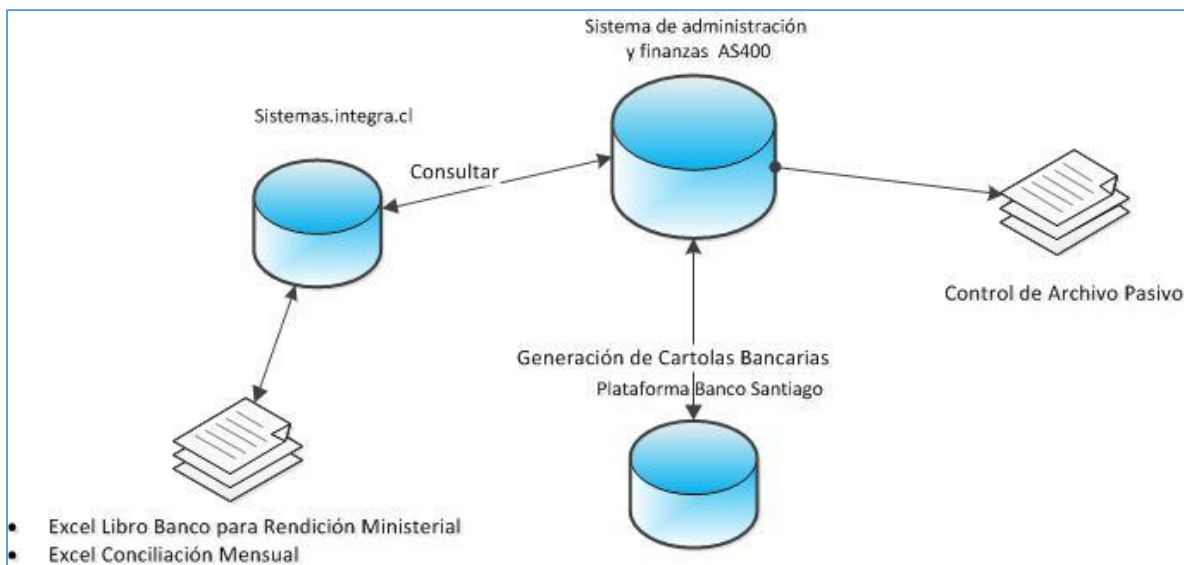 Sistema de administración
y finanzas AS400
Sistemas.integra.cl
Consultar
Control de Archivo Pasivo
Generación de Cartolas Bancarias
Plataforma Banco Santiago
• Excel Libro Banco para Rendición Ministerial
• Excel Conciliación Mensual